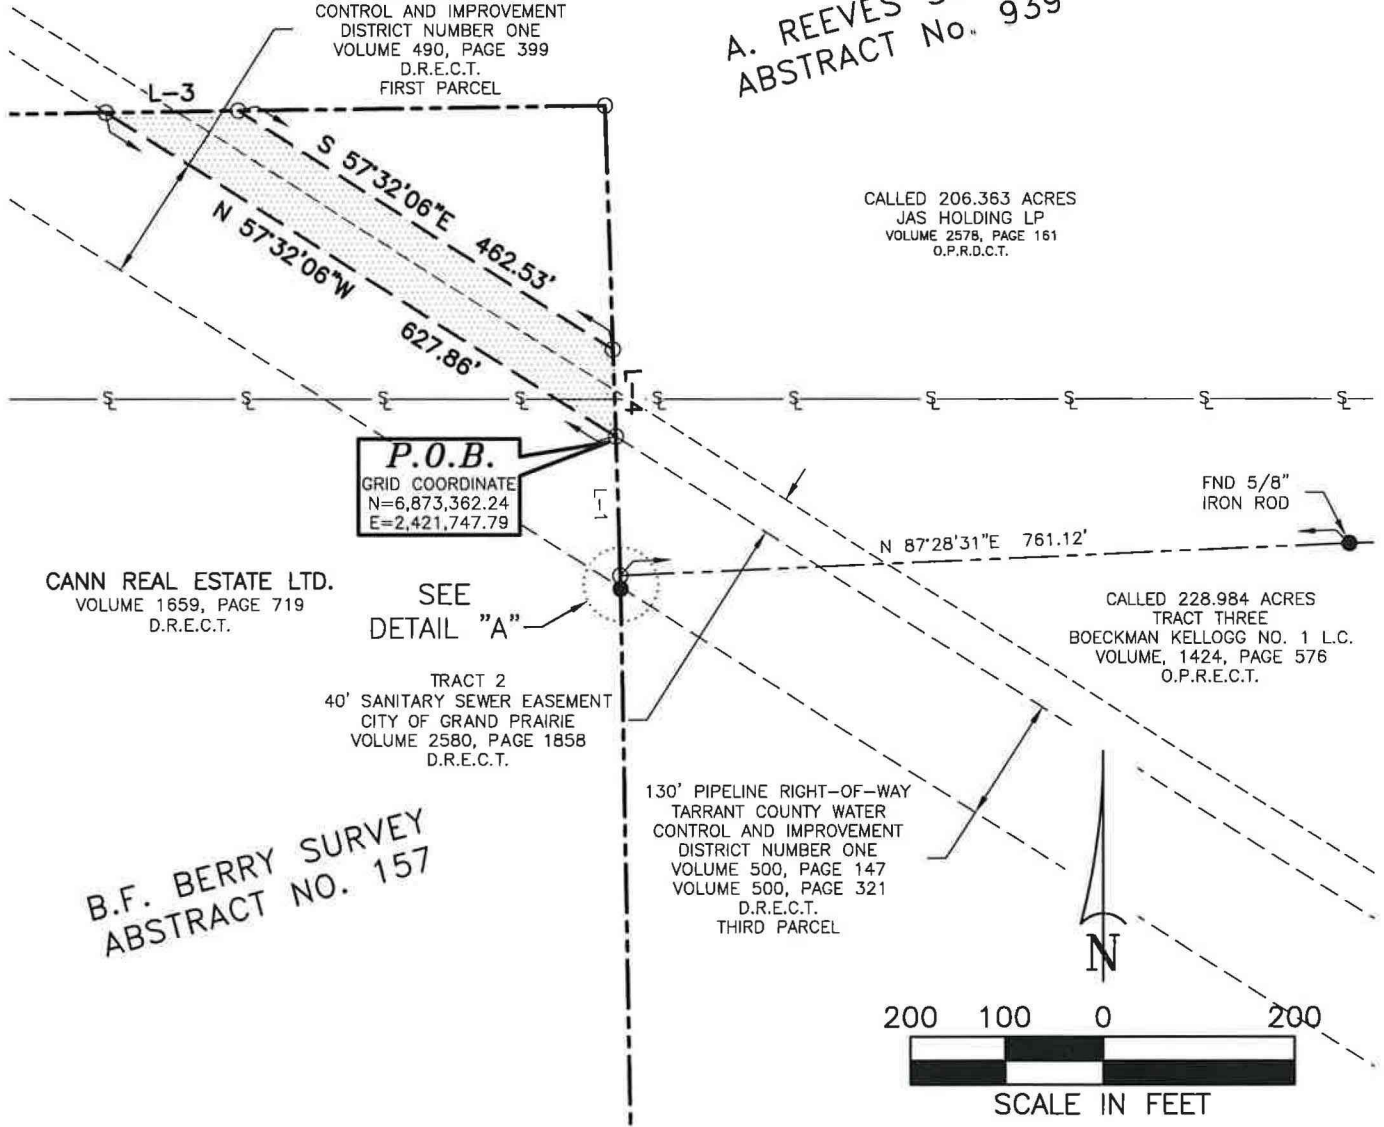 CONTROL AND IMPROVEMENT
DISTRICT NUMBER ONE
VOLUME 490, PAGE 399
D.R.E.C.T.
FIRST PARCEL
A. REEVES
ABSTRACT No. 939
L-3
S 57°32'06"E 462.53'
N 57°32'06"W 627.86'
CALLED 206.363 ACRES
JAS HOLDING LP
VOLUME 2578, PAGE 161
O.P.R.D.C.T.
L-4
P.O.B.
GRID COORDINATE
N=6,873,362.24
E=2,421,747.79
L-1
FND 5/8"
IRON ROD
N 87°28'31"E 761.12'
CANN REAL ESTATE LTD.
VOLUME 1659, PAGE 719
D.R.E.C.T.
SEE
DETAIL "A"
CALLED 228.984 ACRES
TRACT THREE
BOECKMAN KELLOGG NO. 1 L.C.
VOLUME, 1424, PAGE 576
O.P.R.E.C.T.
TRACT 2
40' SANITARY SEWER EASEMENT
CITY OF GRAND PRAIRIE
VOLUME 2580, PAGE 1858
D.R.E.C.T.
130' PIPELINE RIGHT-OF-WAY
TARRANT COUNTY WATER
CONTROL AND IMPROVEMENT
DISTRICT NUMBER ONE
VOLUME 500, PAGE 147
VOLUME 500, PAGE 321
D.R.E.C.T.
THIRD PARCEL
B.F. BERRY SURVEY
ABSTRACT NO. 157
N
200 100 0 200
SCALE IN FEET